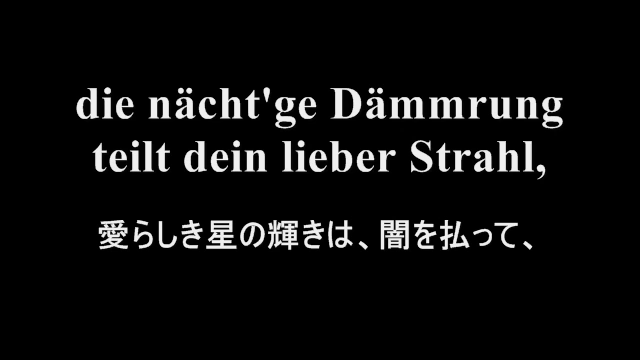 die nächt'ge Dämmrung
teilt dein lieber Strahl,
愛らしき星の輝きは、闇を払って、